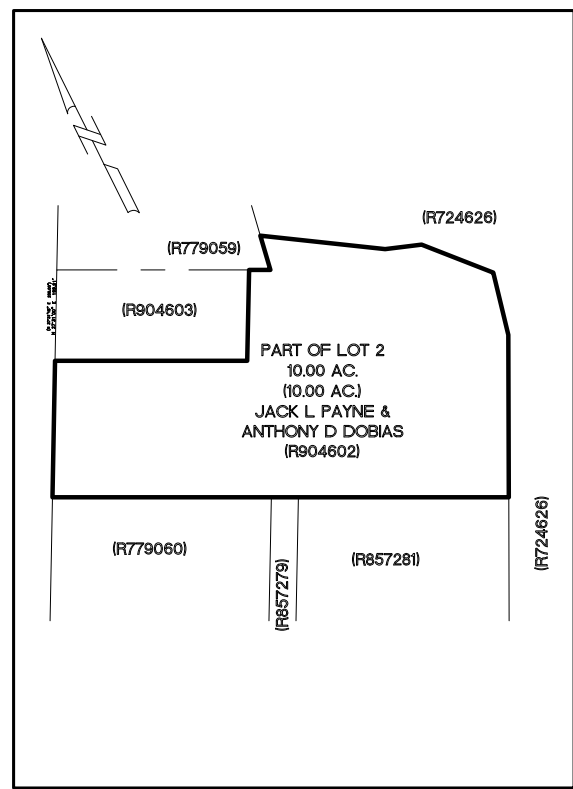 (R724626)
(R779059)
(R904603)
PART OF LOT 2
10.00 AC.
(10.00 AC.)
JACK L PAYNE &
ANTHONY D DOBIAS
(R904602)
(R779060)
(R857279)
(R857281)
(R724626)